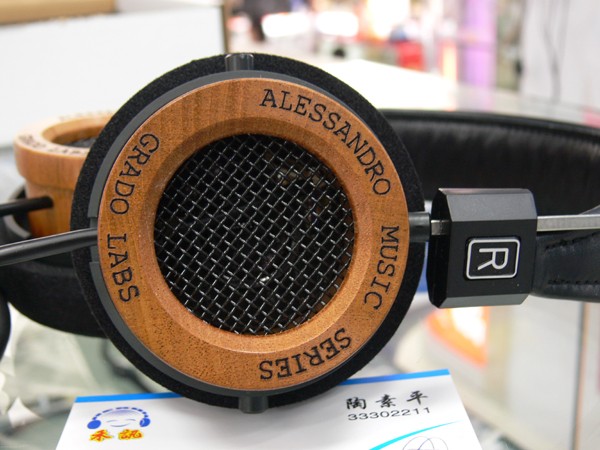 ALESSANDRO MUSIC SERIES
GRADO LABS
R
陶素平
33302211